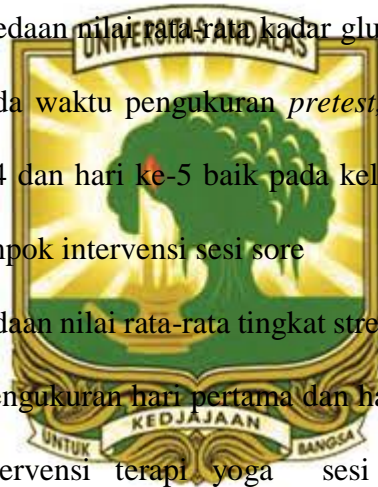 edaan nilai rata-rata kadar glu
UNIVERSITAS ANDALAS
da waktu pengukuran pretest,
4 dan hari ke-5 baik pada kel
npok intervensi sesi sore
daan nilai rata-rata tingkat stre
engukuran hari pertama dan ha
KEDJAJAAN
UNTUK BANGSA
tervensi terapi yoga sesi